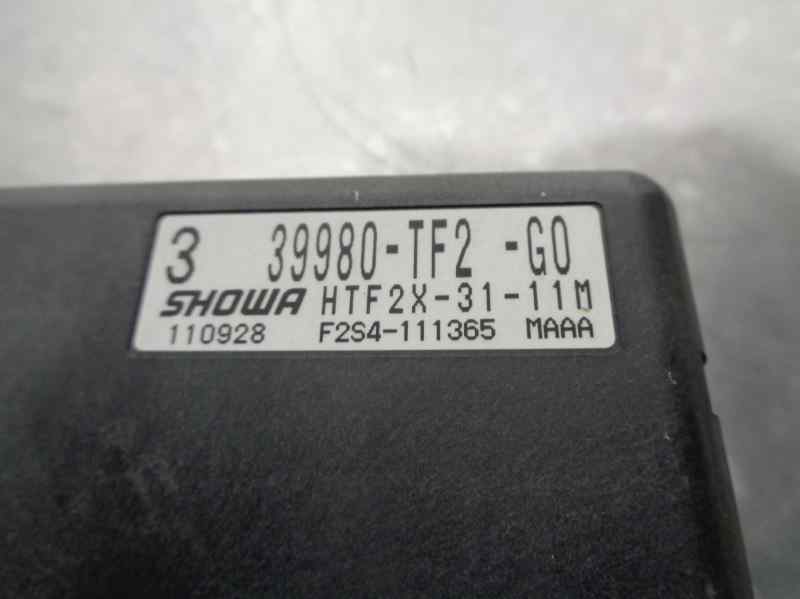 3 39980-TF2 -G0
SHOWA HTF2X-31-11M
110928 F2S4-111365 MAAA